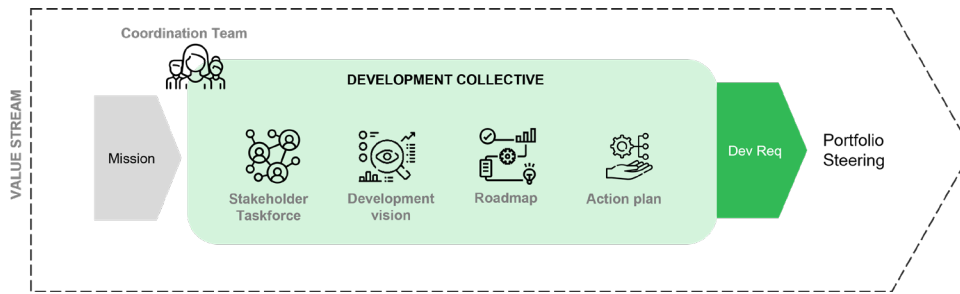 VALUE STREAM
Coordination Team
DEVELOPMENT COLLECTIVE
Mission
Stakeholder
Taskforce
Development
vision
Roadmap
Action plan
Dev Req
Portfolio
Steering